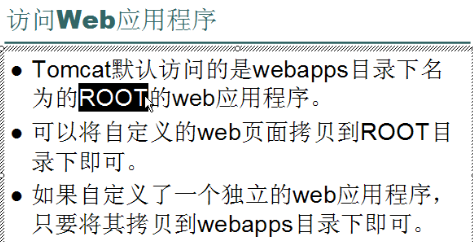 访问Web应用程序
● Tomcat默认访问的是webapps目录下名
为的ROOT的web应用程序。
● 可以将自定义的web页面拷贝到ROOT目
录下即可。
● 如果自定义了一个独立的web应用程序，
只要将其拷贝到webapps目录下即可。